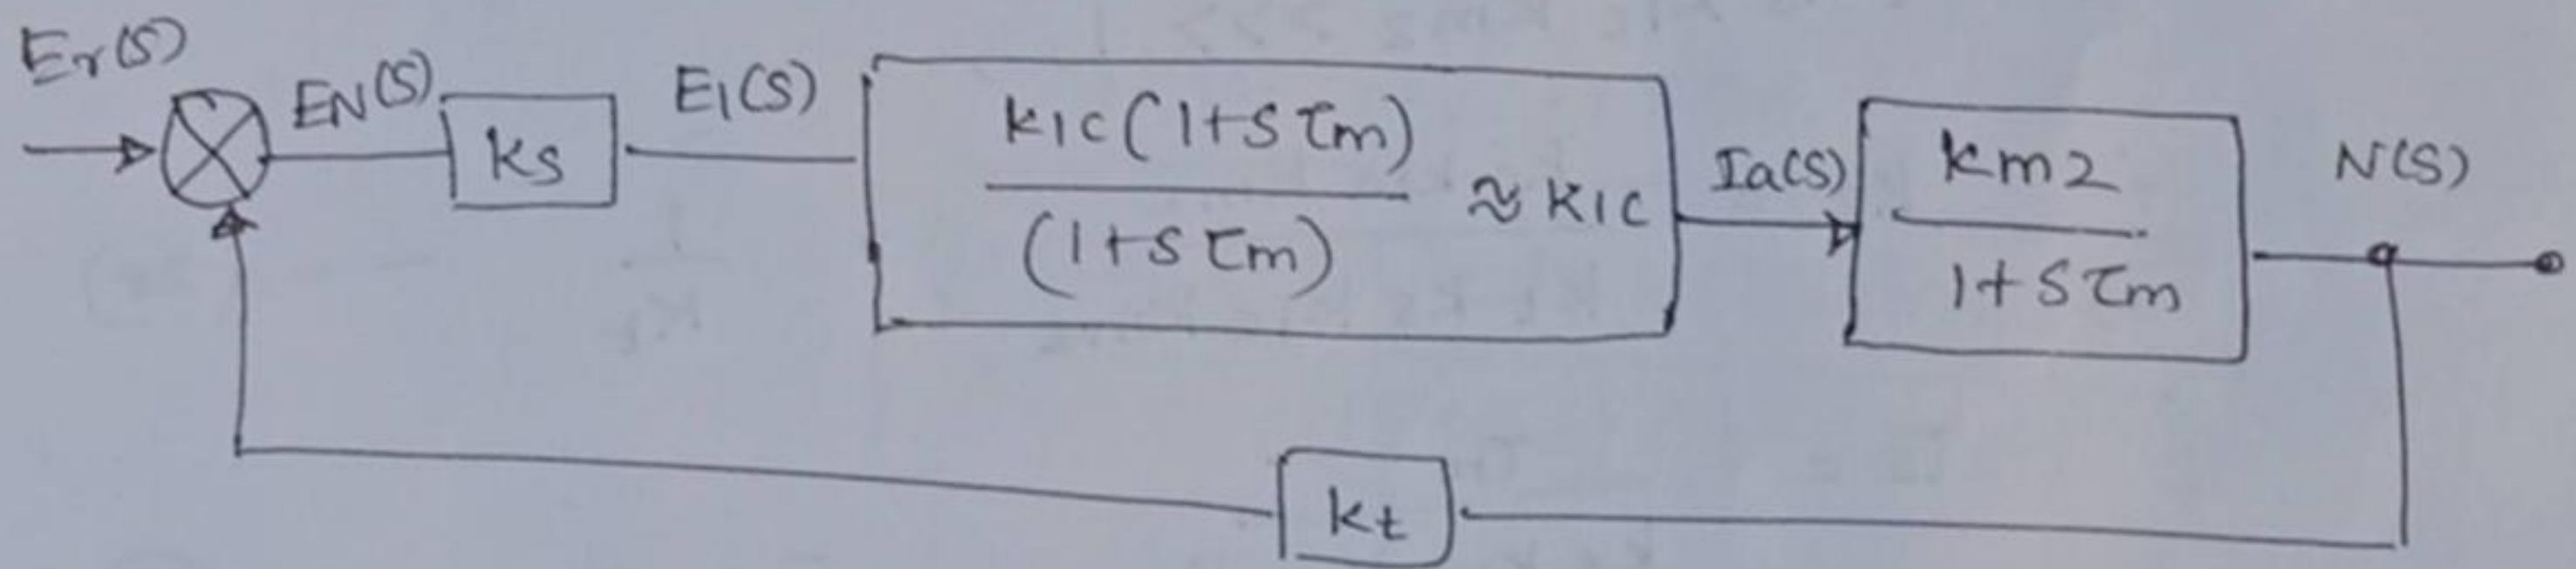 Er(S)
EN(S)
ks
E1(S)
k1c(1+Sτm)
(1+Sτm)
≈ K1C
Ia(S)
km2
1+Sτm
N(S)
kt